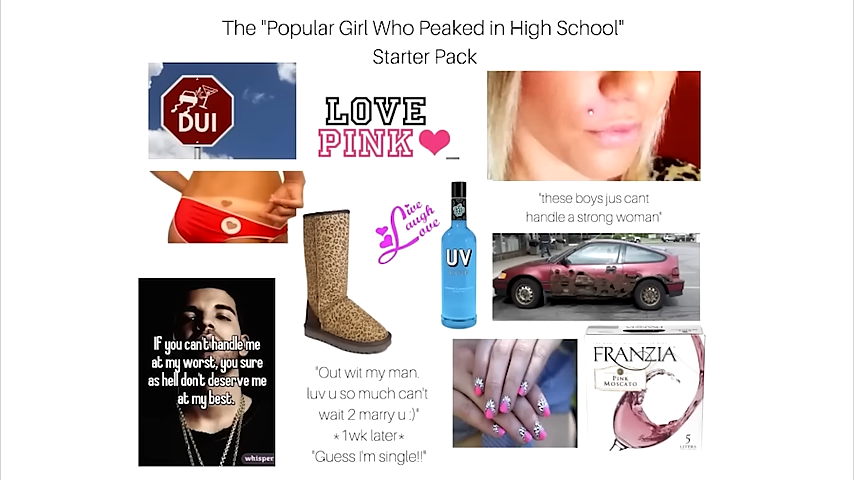 The "Popular Girl Who Peaked in High School"
Starter Pack
DUI
LOVE
PINK
"these boys jus cant
handle a strong woman"
Live
Laugh
Love
UV
If you can't handle me
at my worst, you sure
as hell don't deserve me
at my best.
whisper
"Out wit my man.
luv u so much can't
wait 2 marry u :)"
*1wk later*
"Guess I'm single!!"
FRANZIA
PINK
MOSCATO
5
LITERS